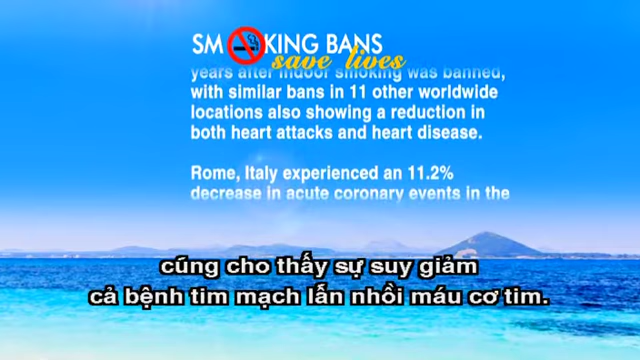 SMOKING BANS
save lives
years after indoor smoking was banned,
with similar bans in 11 other worldwide
locations also showing a reduction in
both heart attacks and heart disease.
Rome, Italy experienced an 11.2%
decrease in acute coronary events in the
cũng cho thấy sự suy giảm
cả bệnh tim mạch lẫn nhồi máu cơ tim.